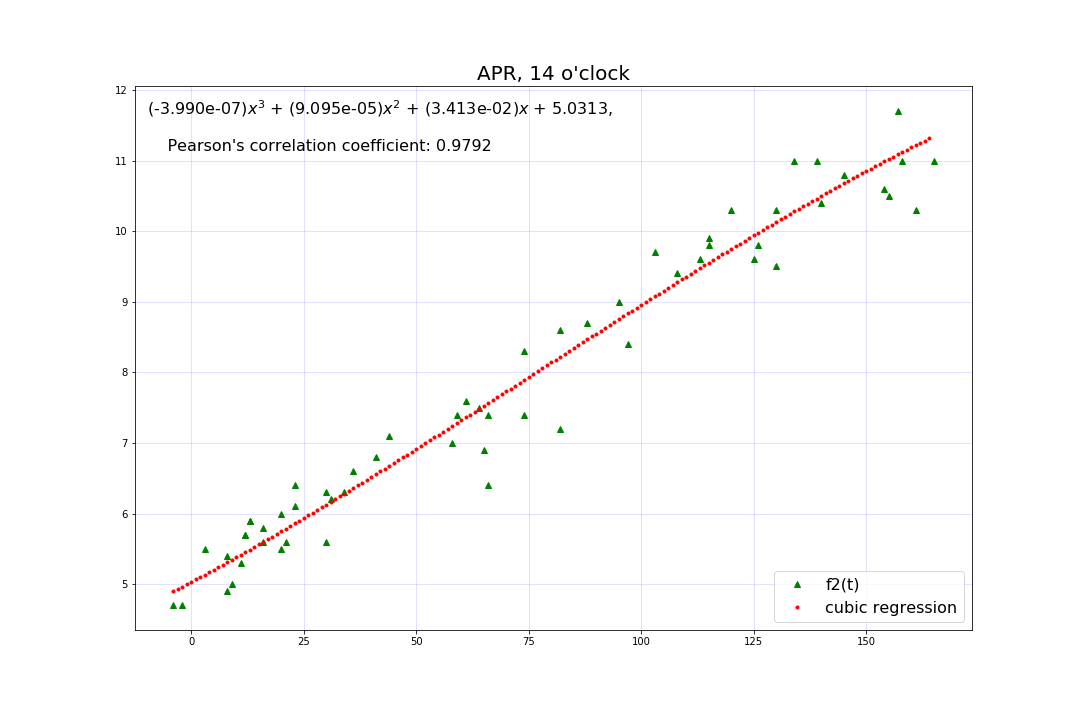 APR, 14 o'clock
(-3.990e-07)x³ + (9.095e-05)x² + (3.413e-02)x + 5.0313,
Pearson's correlation coefficient: 0.9792
12
11
10
9
8
7
6
5
f2(t)
cubic regression
0 25 50 75 100 125 150